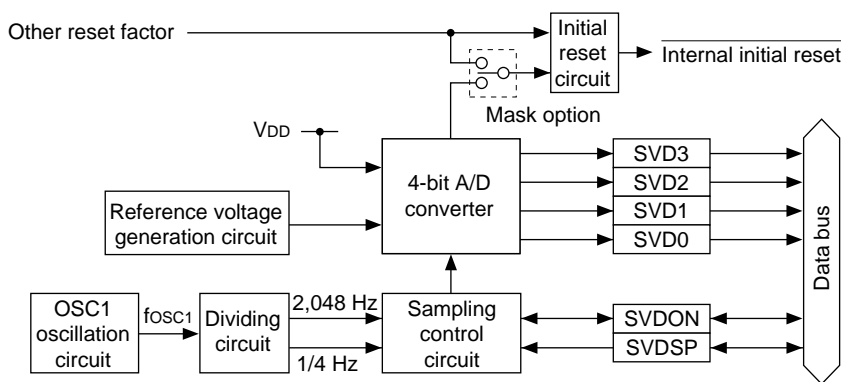 Other reset factor
Initial
reset
circuit
Internal initial reset
Mask option
VDD
4-bit A/D
converter
SVD3
SVD2
SVD1
SVD0
Reference voltage
generation circuit
Data bus
OSC1
oscillation
circuit
fOSC1
Dividing
circuit
2,048 Hz
1/4 Hz
Sampling
control
circuit
SVDON
SVDSP